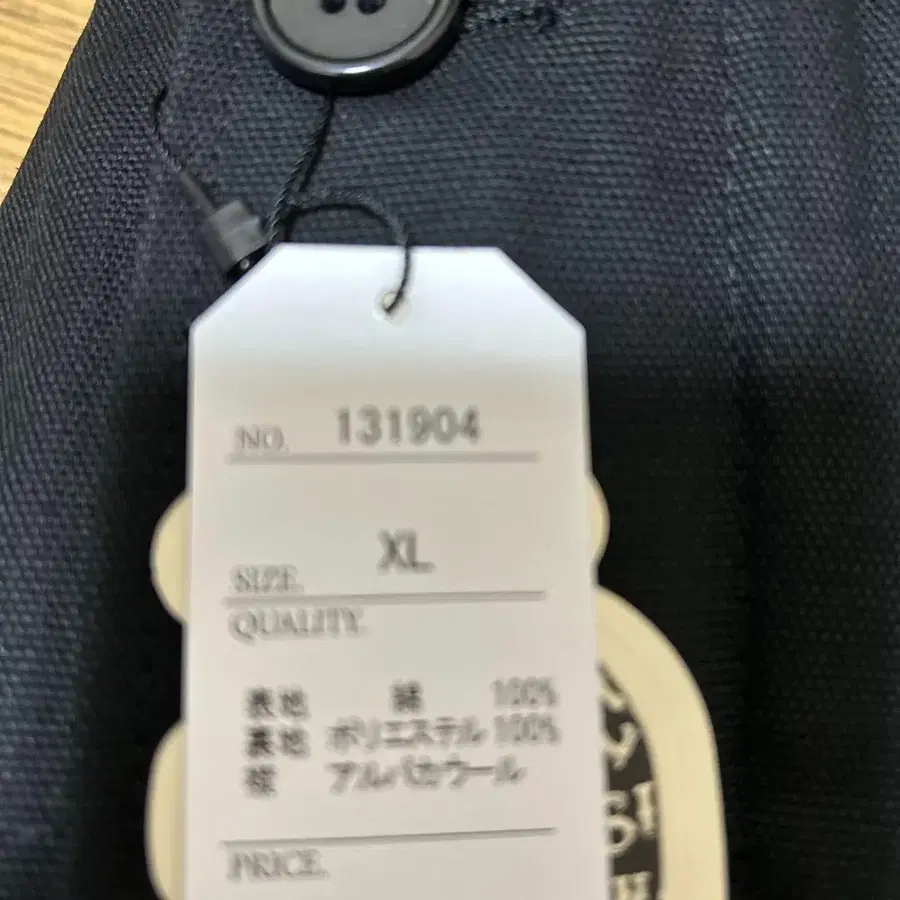 NO. 131904
SIZE. XL
QUALITY.
表地 綿 100%
裏地 ポリエステル 100%
襟 アルパカウール
PRICE.